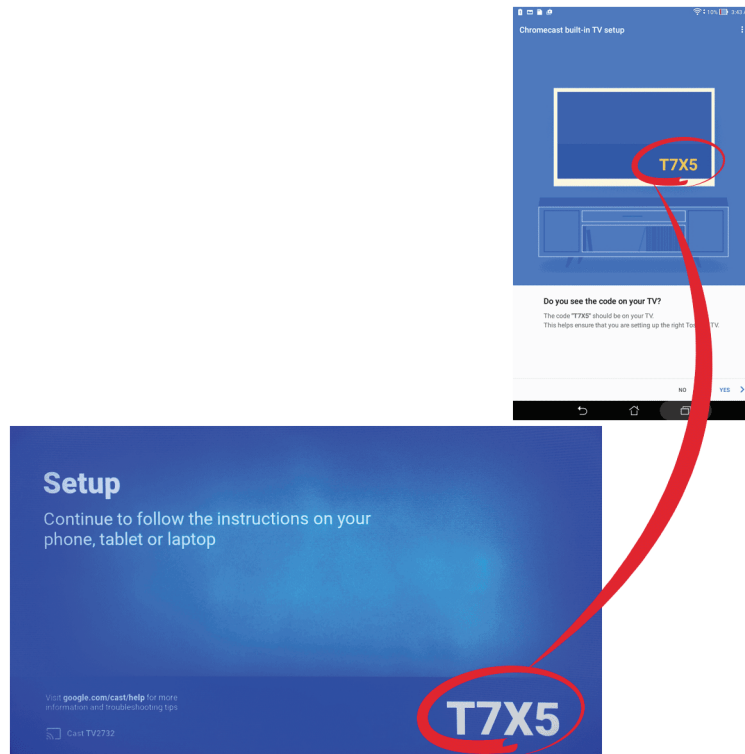 10% 3:43
Chromecast built-in TV setup
T7X5
Do you see the code on your TV?
The code "T7X5" should be on your TV.
This helps ensure that you are setting up the right TV.
NO YES
Setup
Continue to follow the instructions on your
phone, tablet or laptop
Visit google.com/cast/help for more
information and troubleshooting tips
Cast TV2732
T7X5